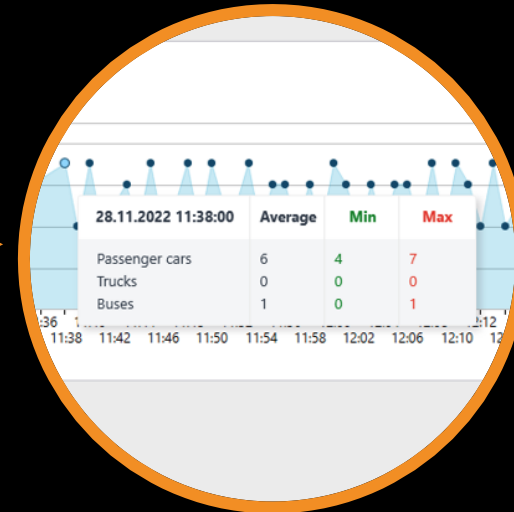 28.11.2022 11:38:00 Average Min Max
Passenger cars 6 4 7
Trucks 0 0 0
Buses 1 0 1
:36 :12
11:38 11:42 11:46 11:50 11:54 11:58 12:02 12:06 12:10 12